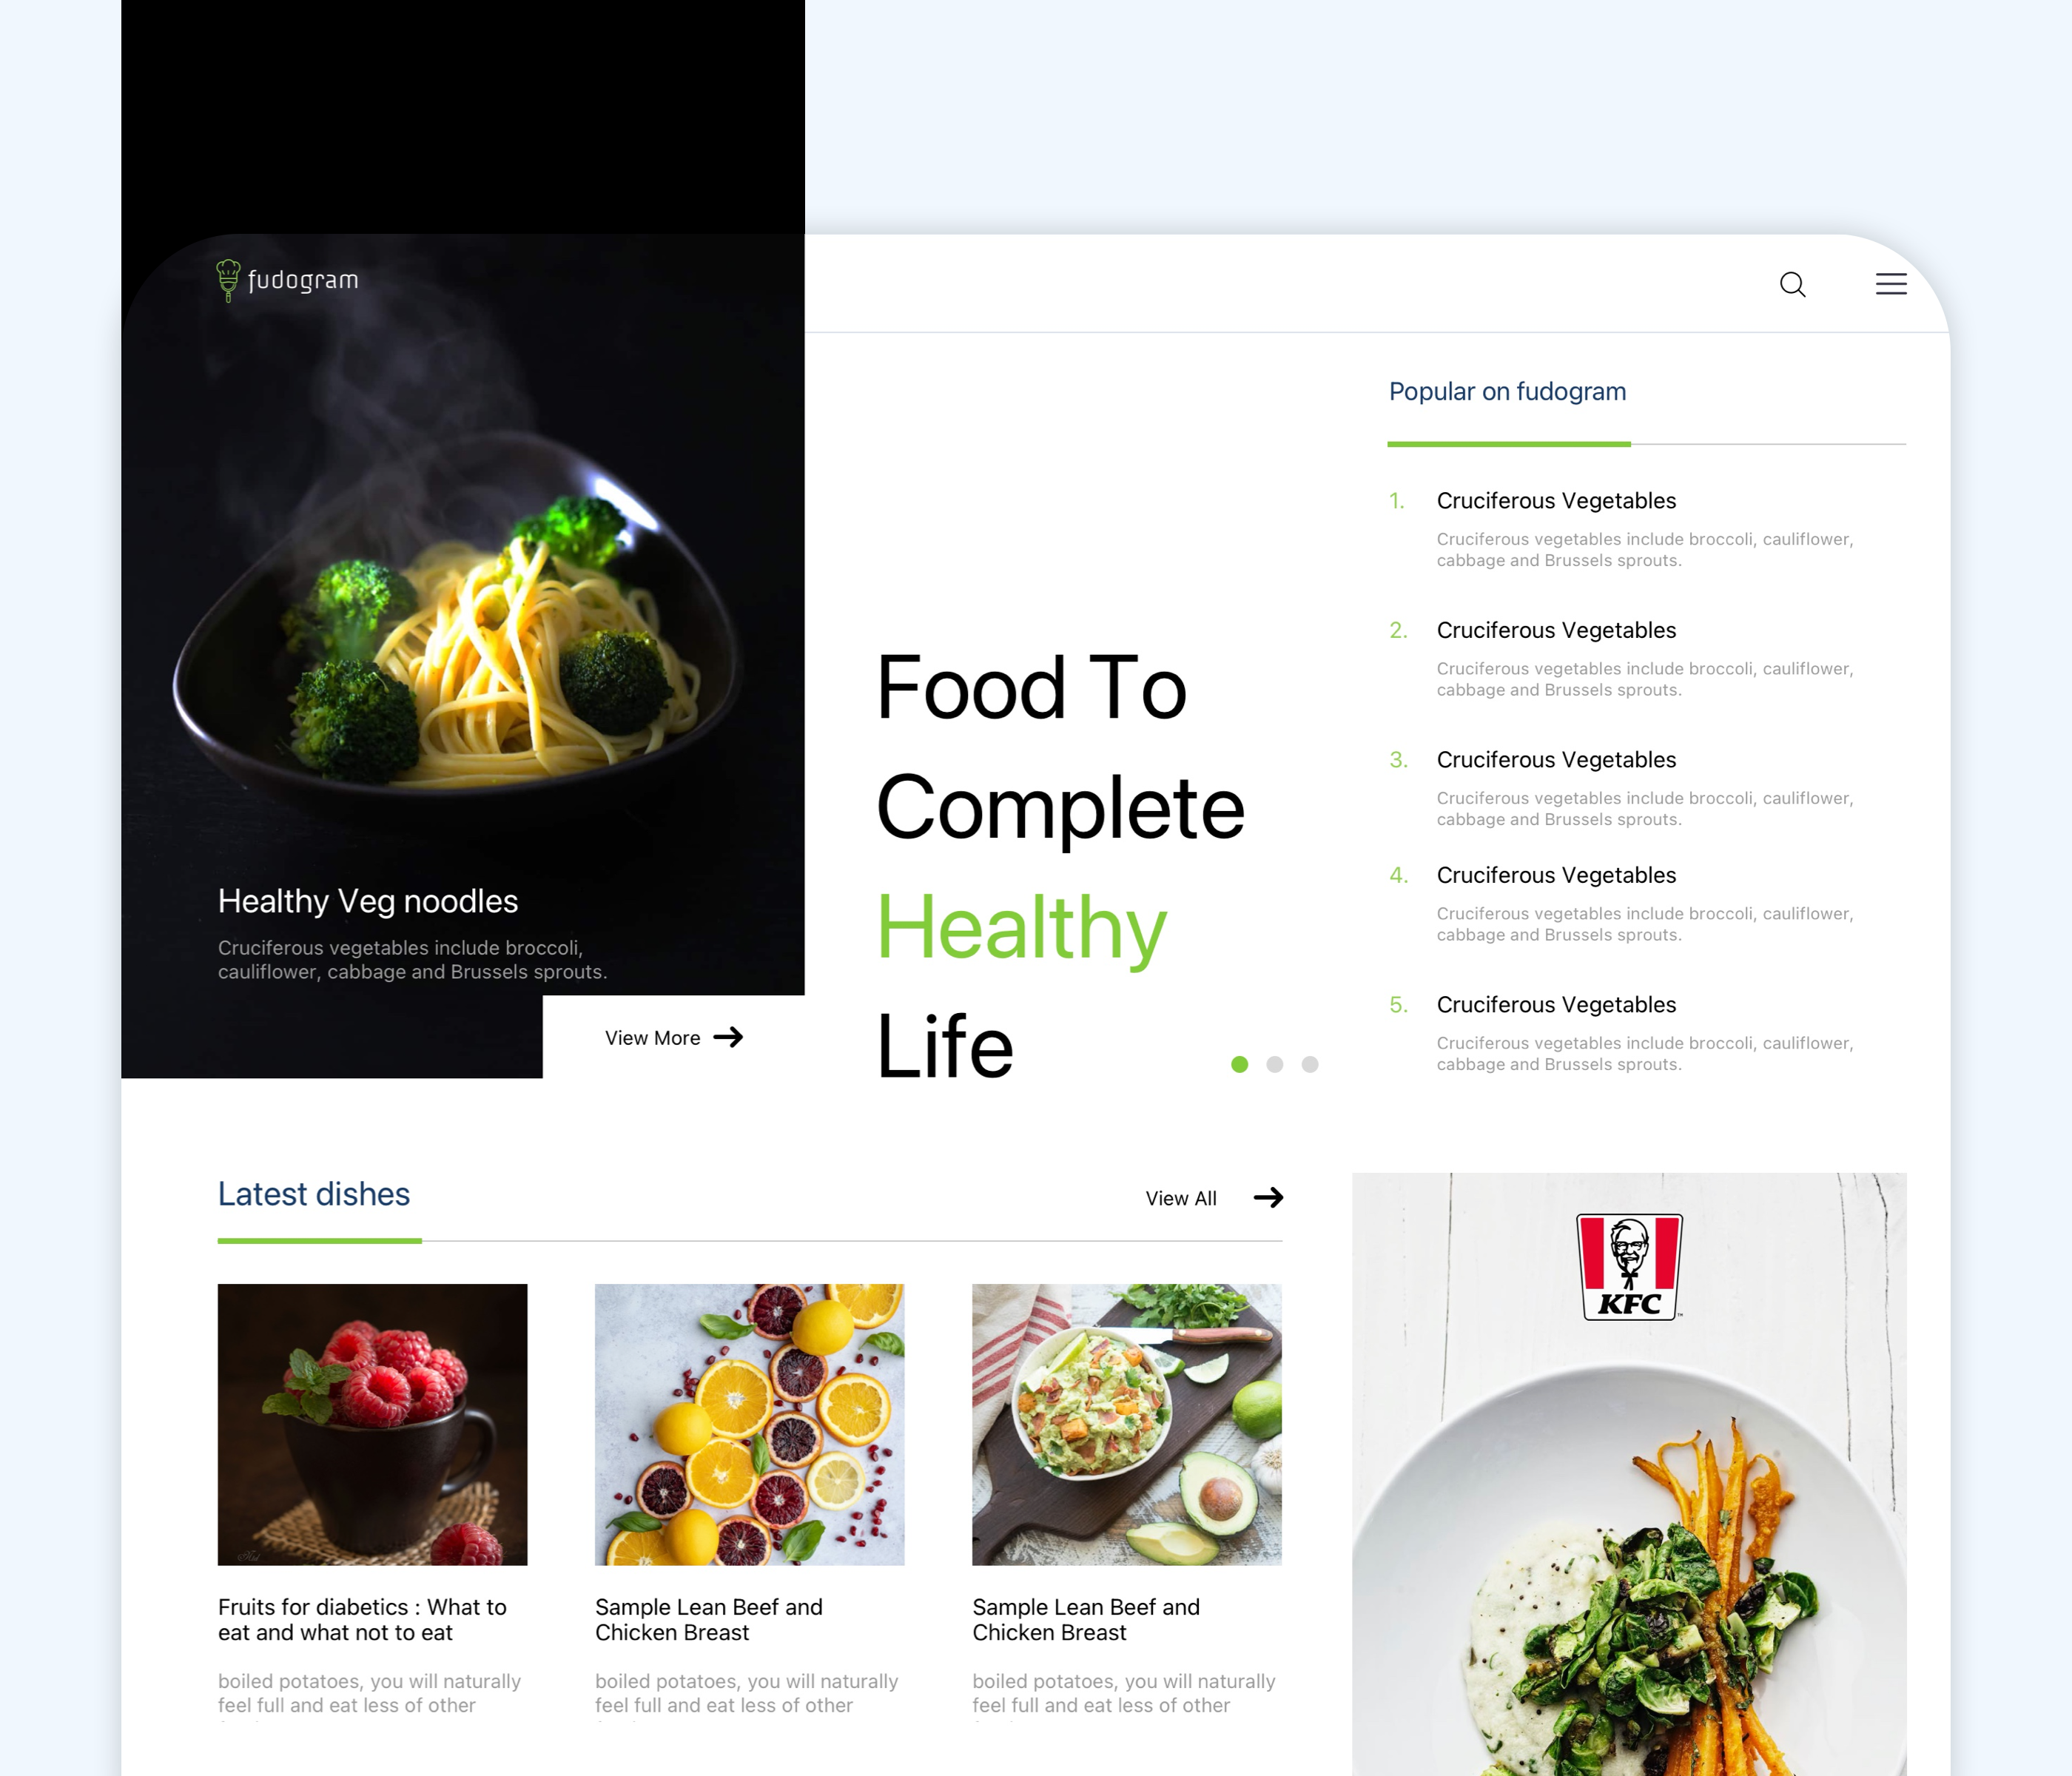 fudogram
Healthy Veg noodles
Cruciferous vegetables include broccoli,
cauliflower, cabbage and Brussels sprouts.
View More
Food To
Complete
Healthy
Life
Popular on fudogram
1. Cruciferous Vegetables
Cruciferous vegetables include broccoli, cauliflower,
cabbage and Brussels sprouts.
2. Cruciferous Vegetables
Cruciferous vegetables include broccoli, cauliflower,
cabbage and Brussels sprouts.
3. Cruciferous Vegetables
Cruciferous vegetables include broccoli, cauliflower,
cabbage and Brussels sprouts.
4. Cruciferous Vegetables
Cruciferous vegetables include broccoli, cauliflower,
cabbage and Brussels sprouts.
5. Cruciferous Vegetables
Cruciferous vegetables include broccoli, cauliflower,
cabbage and Brussels sprouts.
Latest dishes
View All
Fruits for diabetics : What to
eat and what not to eat
boiled potatoes, you will naturally
feel full and eat less of other
Sample Lean Beef and
Chicken Breast
boiled potatoes, you will naturally
feel full and eat less of other
Sample Lean Beef and
Chicken Breast
boiled potatoes, you will naturally
feel full and eat less of other
KFC